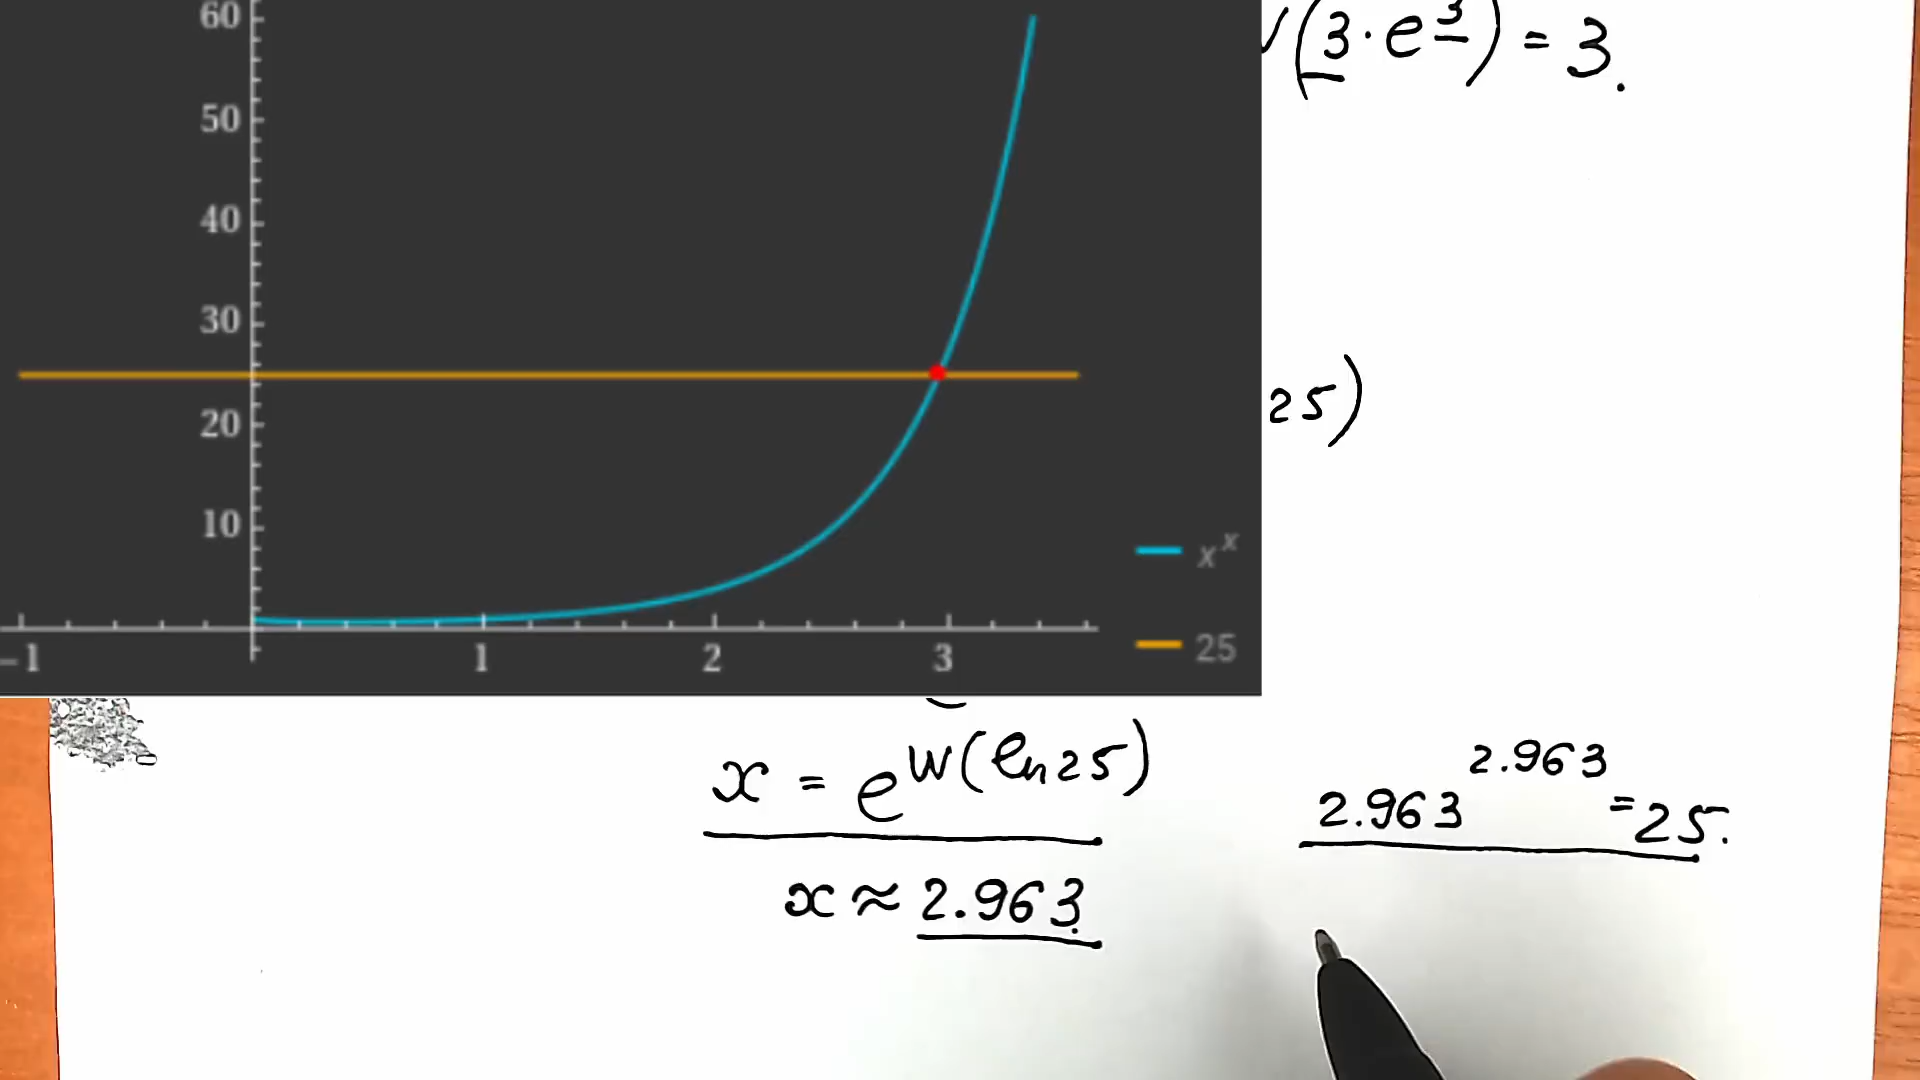 60
50
40
30
20
10
–1 1 2 3
x^x
25
(3 · e^3) = 3.
25)
x = e^W(ln25)
x ≈ 2.963
2.963^2.963 = 25.